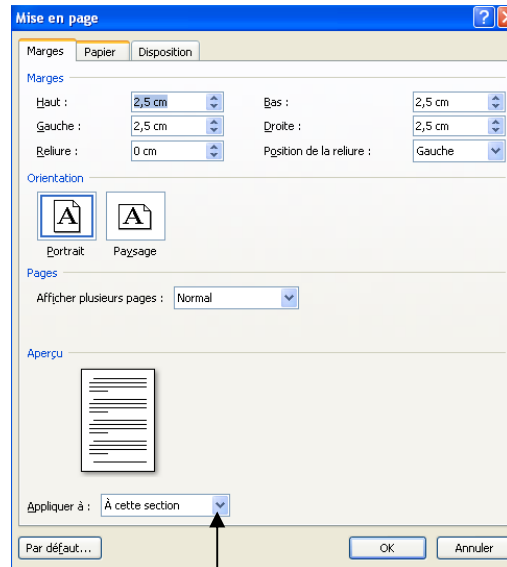 Mise en page
Marges Papier Disposition
Marges
Haut : 2,5 cm Bas : 2,5 cm
Gauche : 2,5 cm Droite : 2,5 cm
Reliure : 0 cm Position de la reliure : Gauche
Orientation
A A
Portrait Paysage
Pages
Afficher plusieurs pages : Normal
Aperçu
Appliquer à : À cette section
Par défaut... OK Annuler